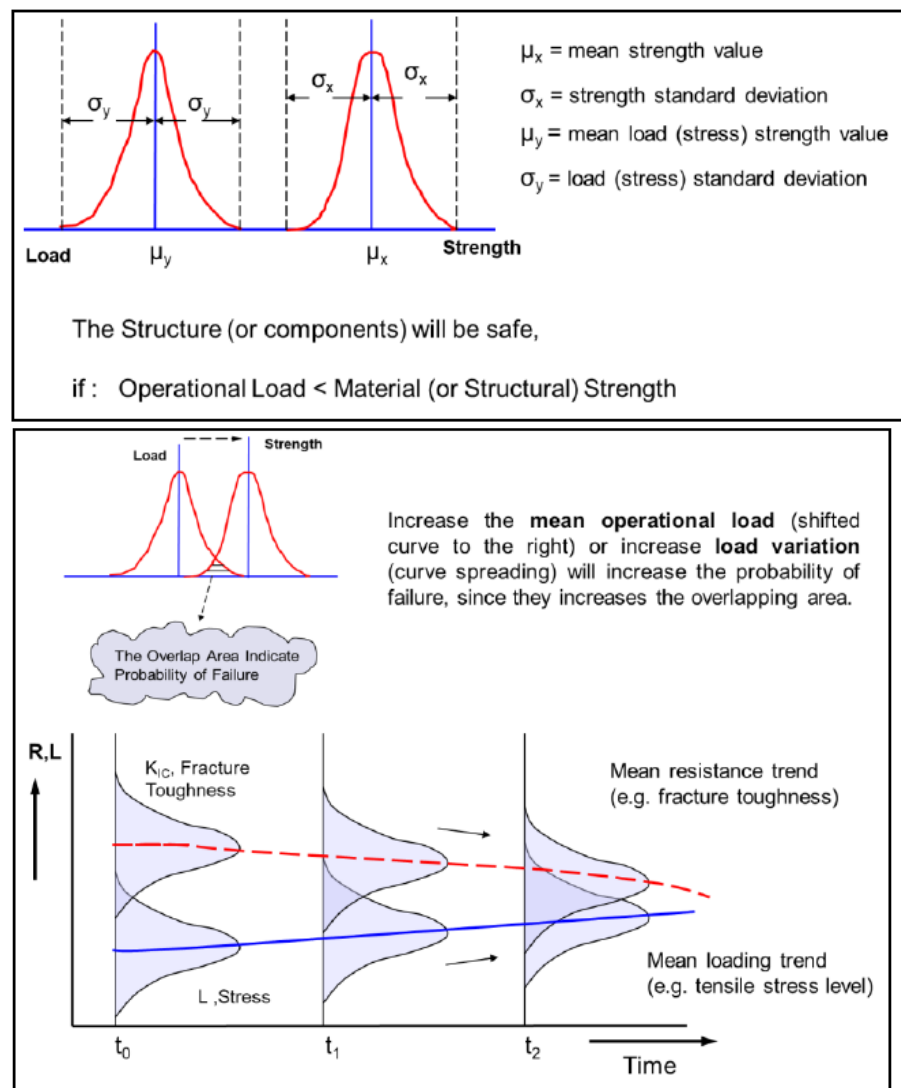 μx = mean strength value
σx = strength standard deviation
μy = mean load (stress) strength value
σy = load (stress) standard deviation
σy σy
σx σx
Load μy μx Strength
The Structure (or components) will be safe,
if : Operational Load < Material (or Structural) Strength
Load Strength
Increase the mean operational load (shifted
curve to the right) or increase load variation
(curve spreading) will increase the probability of
failure, since they increases the overlapping area.
The Overlap Area Indicate
Probability of Failure
R,L
KIC, Fracture
Toughness
Mean resistance trend
(e.g. fracture toughness)
L ,Stress
Mean loading trend
(e.g. tensile stress level)
t0 t1 t2
Time